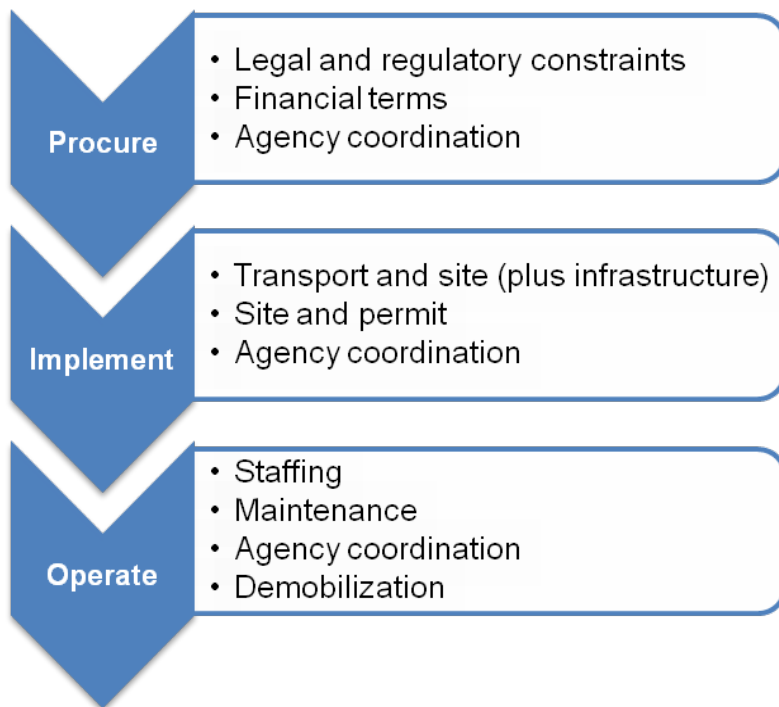 Procure
• Legal and regulatory constraints
• Financial terms
• Agency coordination
Implement
• Transport and site (plus infrastructure)
• Site and permit
• Agency coordination
Operate
• Staffing
• Maintenance
• Agency coordination
• Demobilization